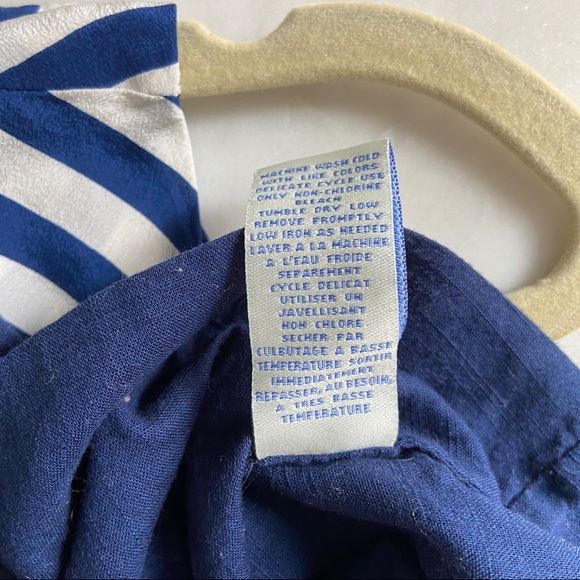 MACHINE WASH COLD
WITH LIKE COLORS
DELICATE CYCLE USE
ONLY NON-CHLORINE
BLEACH
TUMBLE DRY LOW
REMOVE PROMPTLY
LOW IRON AS NEEDED
LAVER A LA MACHINE
A L'EAU FROIDE
SEPAREMENT
CYCLE DELICAT
UTILISER UN
JAVELLISANT
NON CHLORE
SECHER PAR
CULBUTAGE A BASSE
TEMPERATURE SORTIR
IMMEDIATEMENT
REPASSER, AU BESOIN,
A TRES BASSE
TEMPERATURE